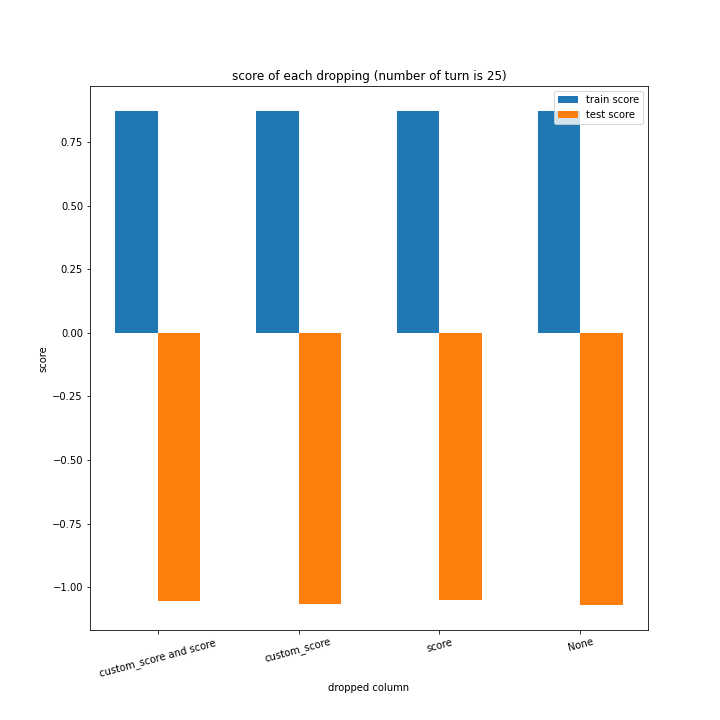 score of each dropping (number of turn is 25)
train score
test score
0.75
0.50
0.25
0.00
−0.25
−0.50
−0.75
−1.00
score
custom_score and score
custom_score
score
None
dropped column